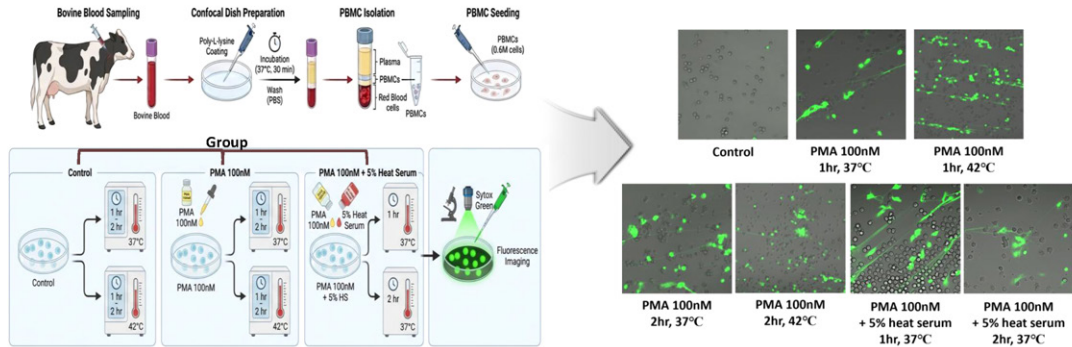 Bovine Blood Sampling
Confocal Dish Preparation
PBMC Isolation
PBMC Seeding
Poly-L-lysine
Coating
Incubation
(37°C, 30 min)
Wash
(PBS)
Bovine Blood
Plasma
PBMCs
Red Blood
cells
PBMCs
PBMCs
(0.6M cells)
Group
Control
PMA 100nM
PMA 100nM + 5% Heat Serum
Control
1 hr
2 hr
37°C
1 hr
2 hr
42°C
PMA
100nM
PMA 100nM
1 hr
2 hr
37°C
1 hr
2 hr
42°C
PMA
100nM
5% Heat
Serum
PMA 100nM
+ 5% HS
1 hr
37°C
2 hr
37°C
Sytox
Green
Fluorescence
Imaging
Control
PMA 100nM
1hr, 37°C
PMA 100nM
1hr, 42°C
PMA 100nM
2hr, 37°C
PMA 100nM
2hr, 42°C
PMA 100nM
+ 5% heat serum
1hr, 37°C
PMA 100nM
+ 5% heat serum
2hr, 37°C